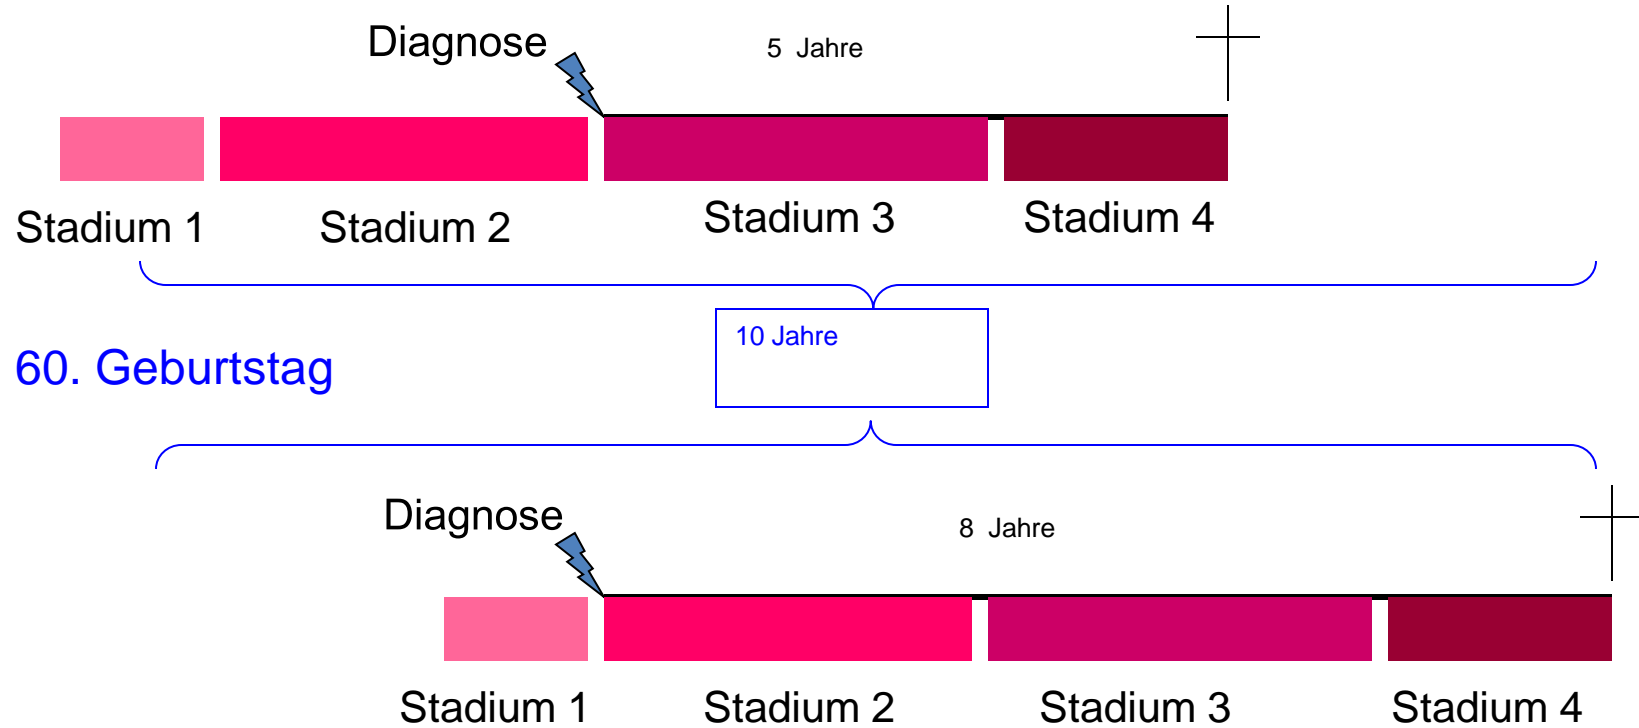 Diagnose
5 Jahre
Stadium 1
Stadium 2
Stadium 3
Stadium 4
10 Jahre
60. Geburtstag
Diagnose
8 Jahre
Stadium 1
Stadium 2
Stadium 3
Stadium 4